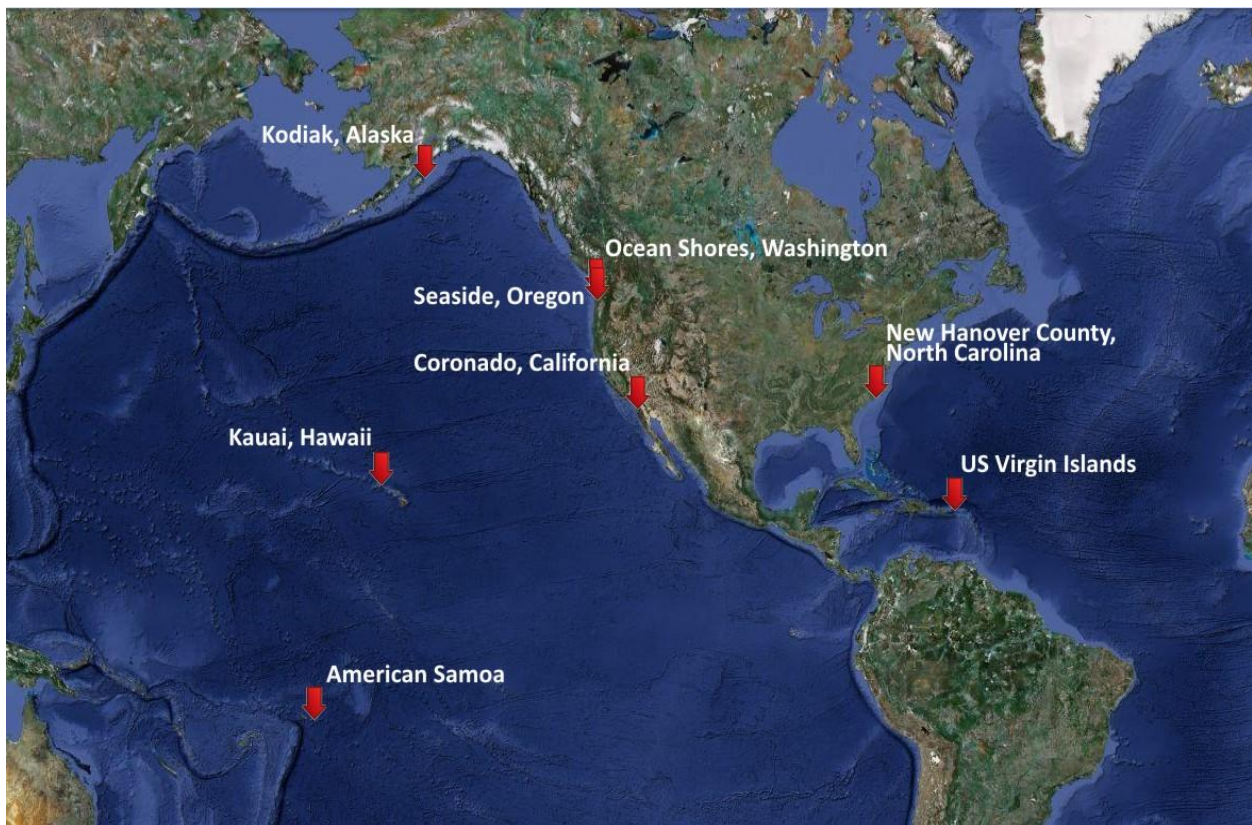 Kodiak, Alaska
Ocean Shores, Washington
Seaside, Oregon
New Hanover County,
North Carolina
Coronado, California
Kauai, Hawaii
US Virgin Islands
American Samoa